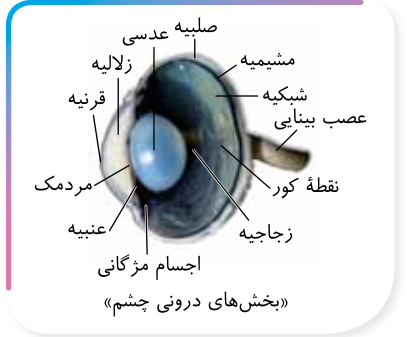 صلبیه
عدسی
مشیمیه
زلالیه
شبکیه
قرنیه
عصب بینایی
مردمک
نقطهٔ کور
عنبیه
زجاجیه
اجسام مژگانی
«بخش‌های درونی چشم»